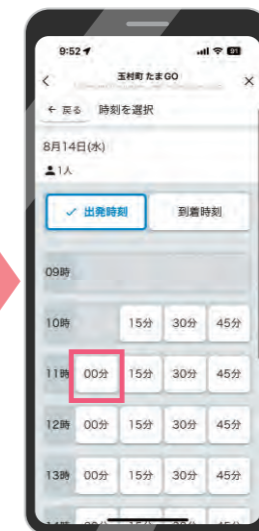 9:52 91
玉村町 たまGO
← 戻る 時刻を選択
8月14日(水)
1人
✓ 出発時刻 到着時刻
09時
10時 15分 30分 45分
11時 00分 15分 30分 45分
12時 00分 15分 30分 45分
13時 00分 15分 30分 45分